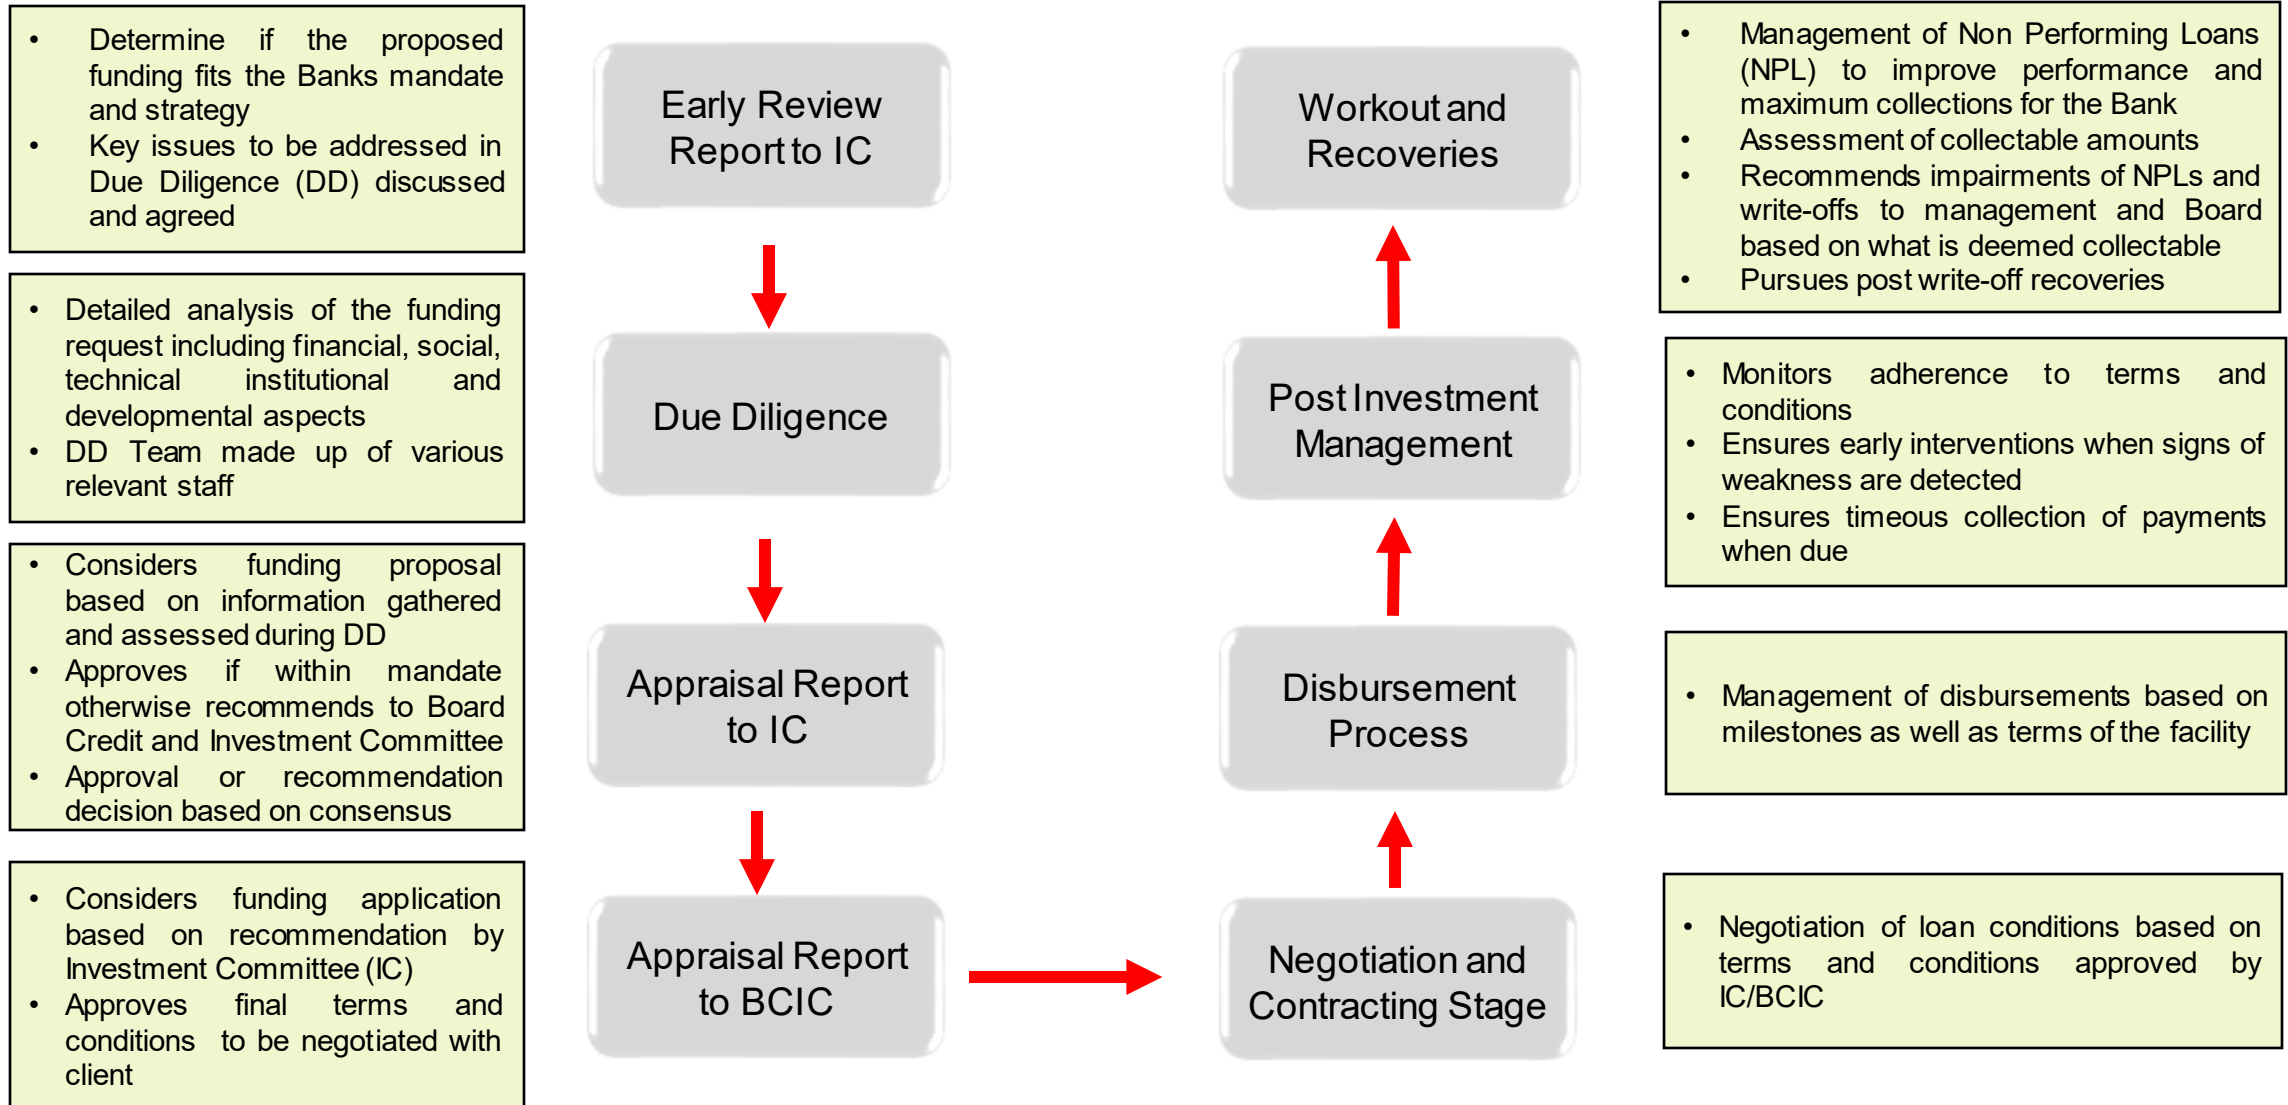 • Determine if the proposed
funding fits the Banks mandate
and strategy
• Key issues to be addressed in
Due Diligence (DD) discussed
and agreed
Early Review
Report to IC
Workout and
Recoveries
• Management of Non Performing Loans
(NPL) to improve performance and
maximum collections for the Bank
• Assessment of collectable amounts
• Recommends impairments of NPLs and
write-offs to management and Board
based on what is deemed collectable
• Pursues post write-off recoveries
• Detailed analysis of the funding
request including financial, social,
technical institutional and
developmental aspects
• DD Team made up of various
relevant staff
Due Diligence
Post Investment
Management
• Monitors adherence to terms and
conditions
• Ensures early interventions when signs of
weakness are detected
• Ensures timeous collection of payments
when due
• Considers funding proposal
based on information gathered
and assessed during DD
• Approves if within mandate
otherwise recommends to Board
Credit and Investment Committee
• Approval or recommendation
decision based on consensus
Appraisal Report
to IC
Disbursement
Process
• Management of disbursements based on
milestones as well as terms of the facility
• Considers funding application
based on recommendation by
Investment Committee (IC)
• Approves final terms and
conditions to be negotiated with
client
Appraisal Report
to BCIC
Negotiation and
Contracting Stage
• Negotiation of loan conditions based on
terms and conditions approved by
IC/BCIC